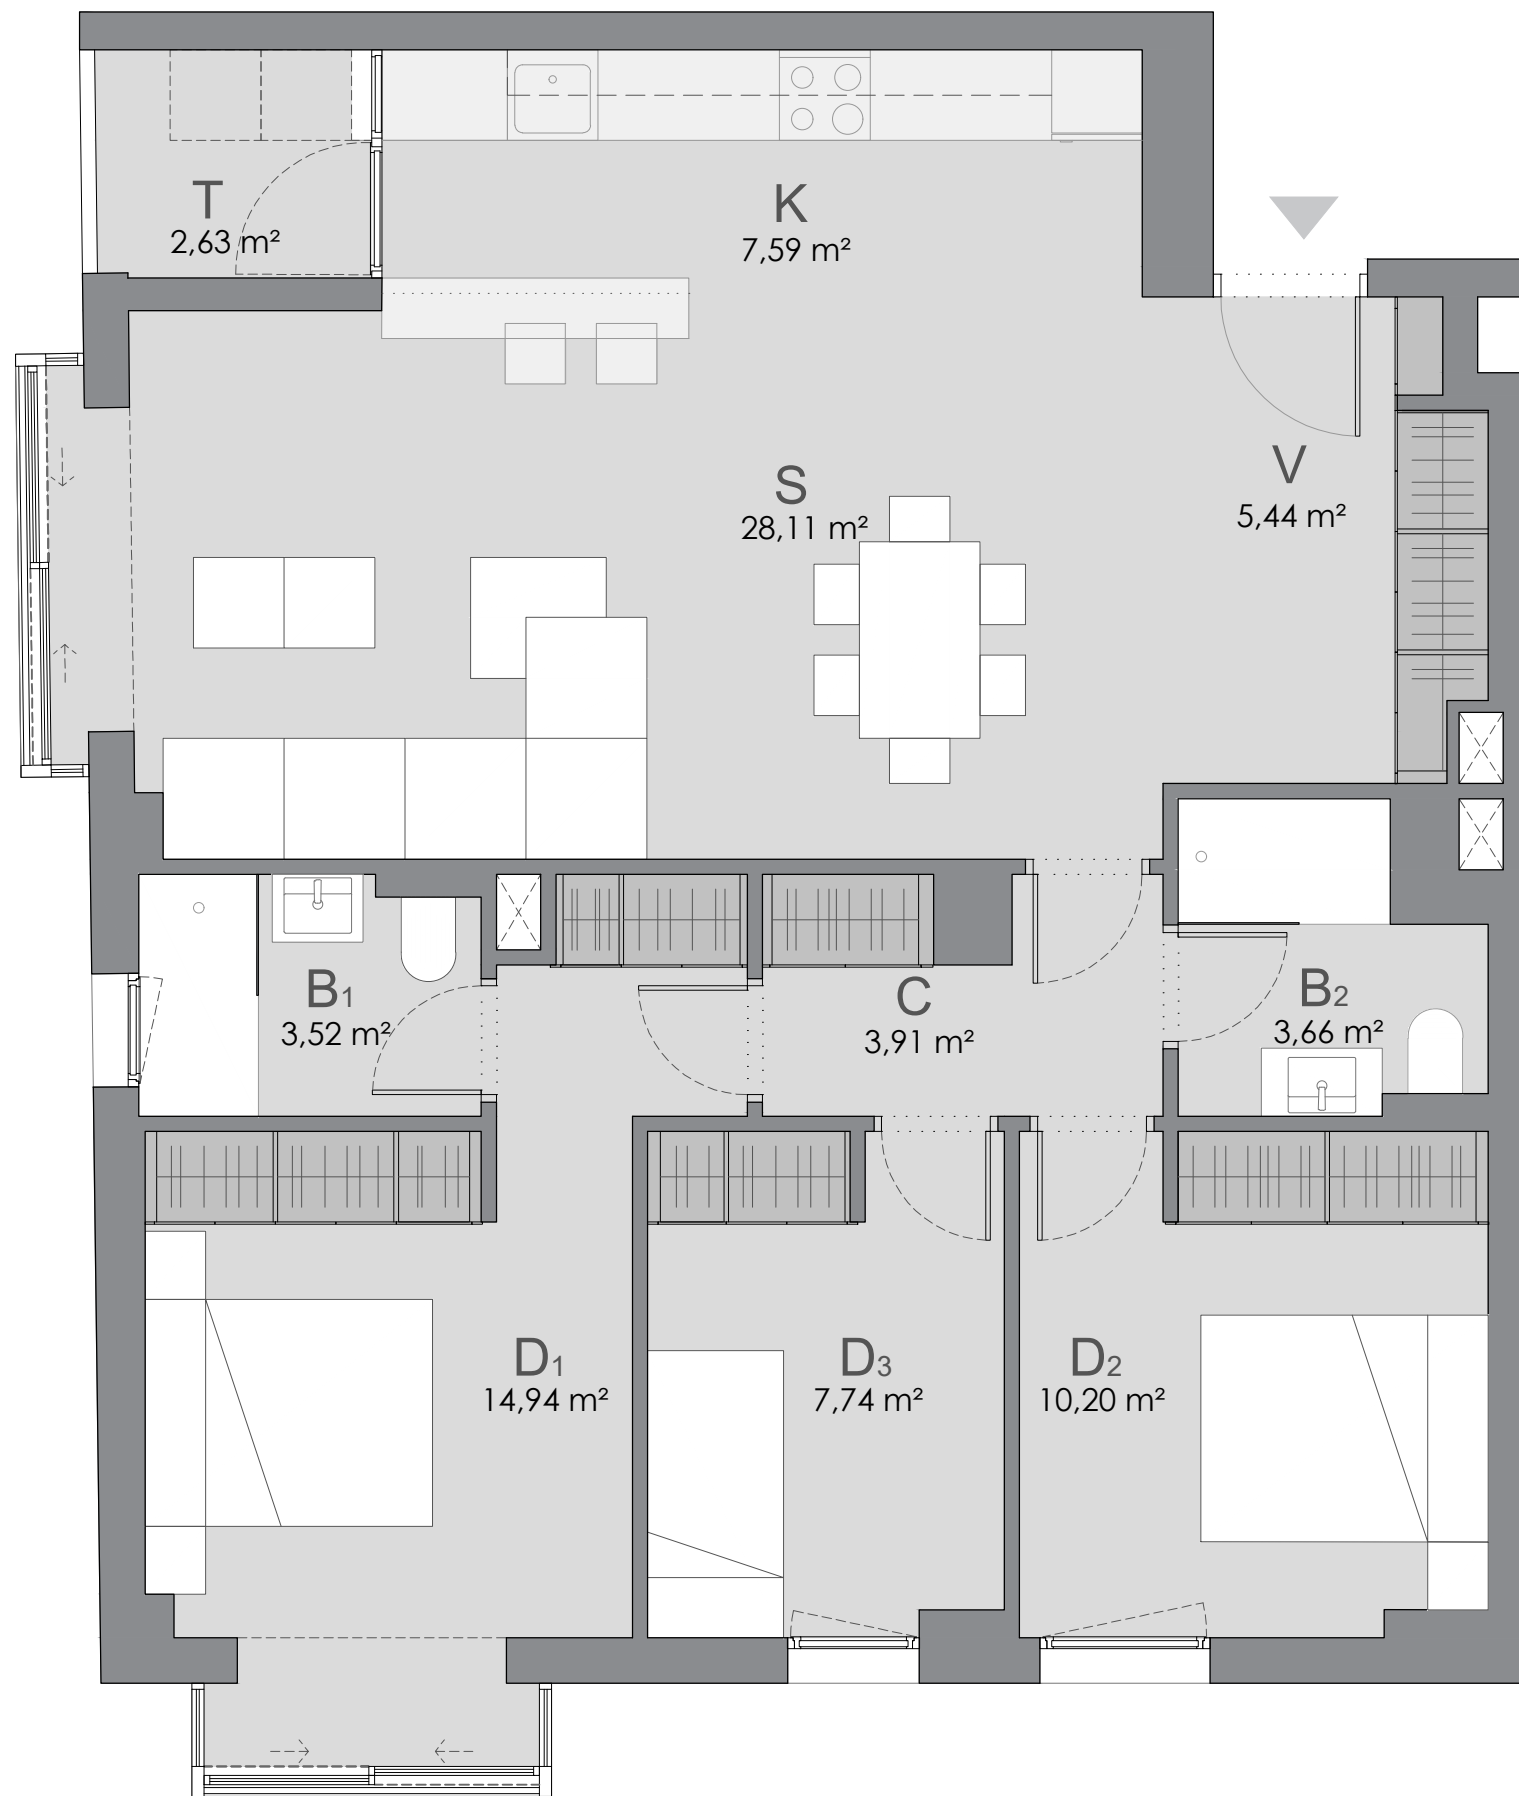 T
2,63 m²
K
7,59 m²
S
28,11 m²
V
5,44 m²
B1
3,52 m²
C
3,91 m²
B2
3,66 m²
D1
14,94 m²
D3
7,74 m²
D2
10,20 m²